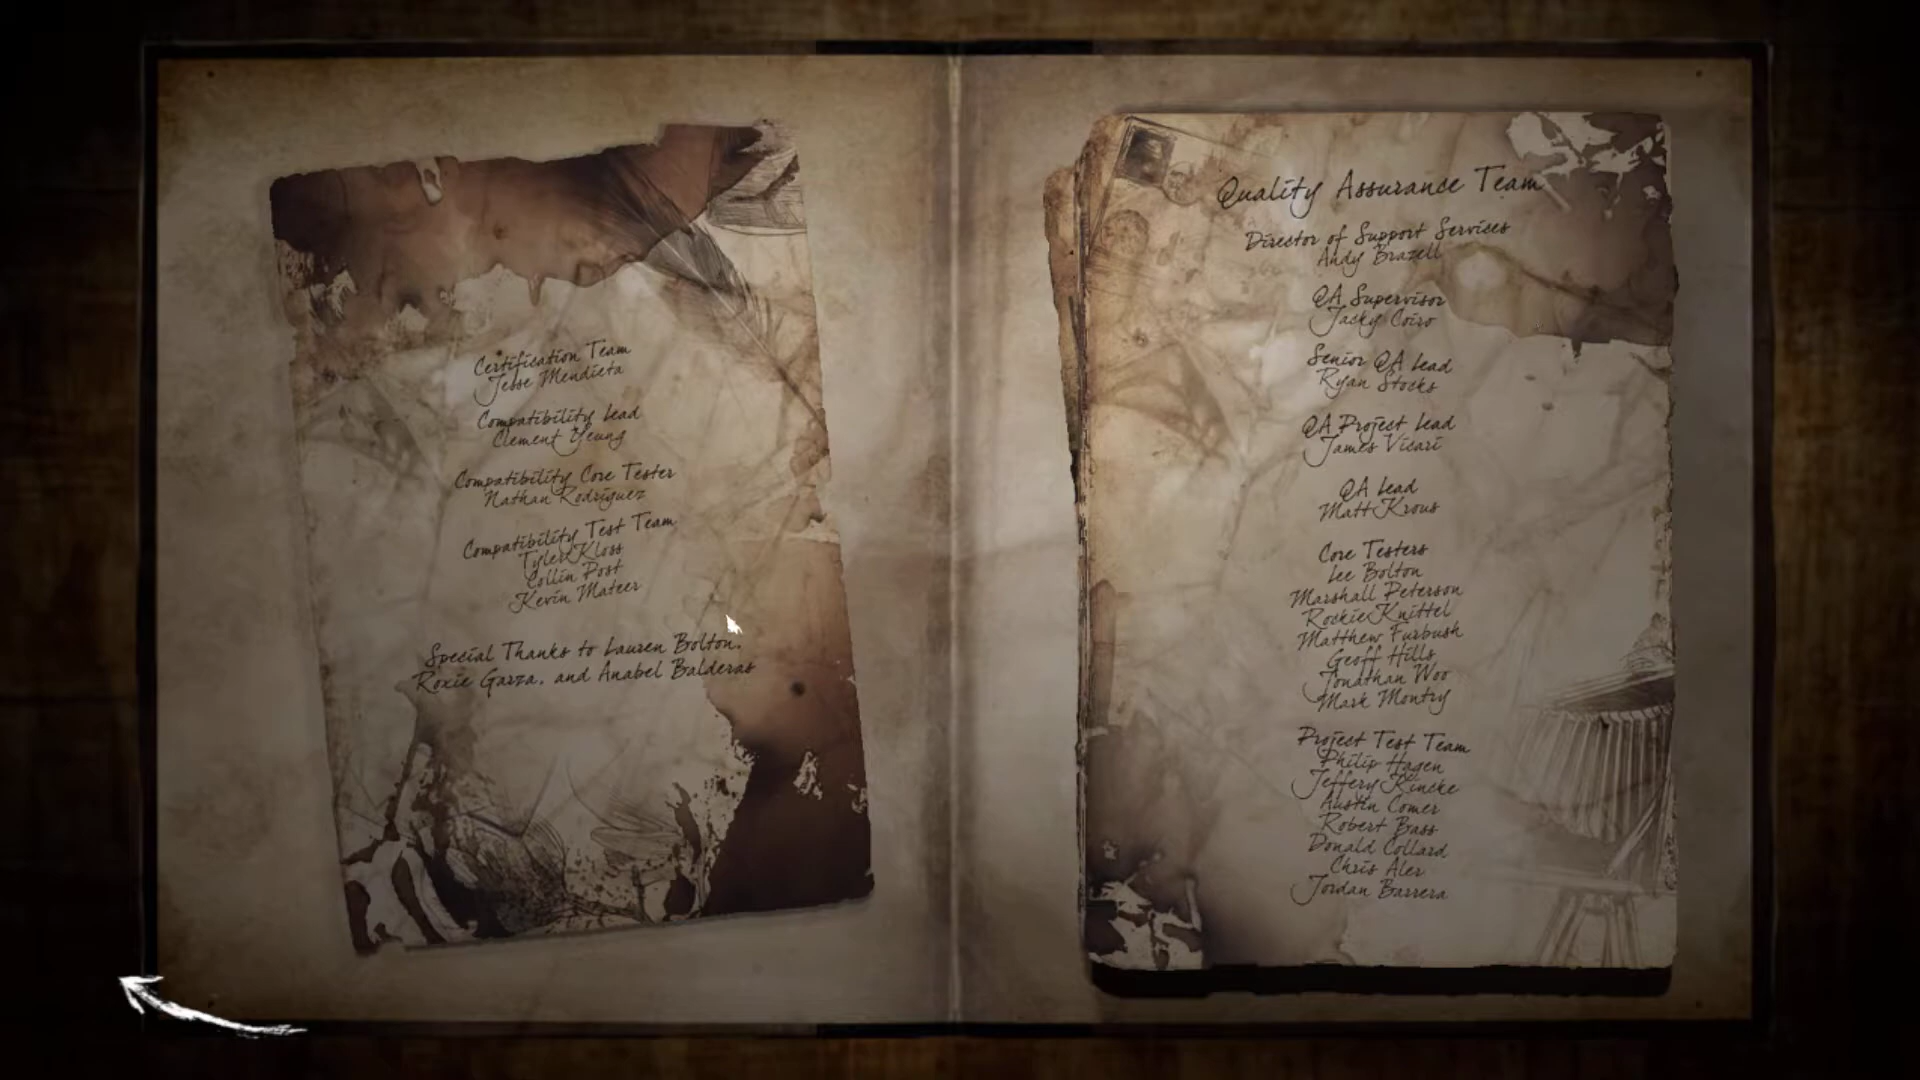 Certification Team
Jesse Mendieta
Compatibility Lead
Clement Yeung
Compatibility Core Tester
Nathan Rodriguez
Compatibility Test Team
Tyler Kloss
Collin Post
Kevin Mateer
Special Thanks to Lauren Bolton,
Roxie Garza, and Anabel Balderas
Quality Assurance Team
Director of Support Services
Andy Brazell
QA Supervisor
Jacky Coiro
Senior QA Lead
Ryan Stocks
QA Project Lead
James Vicari
QA Lead
Matt Krous
Core Testers
Lee Bolton
Marshall Peterson
Rockie Knittel
Matthew Furbush
Geoff Hills
Jonathan Woo
Mark Montry
Project Test Team
Philip Hagen
Jeffery Kincke
Austin Comer
Robert Bass
Donald Collard
Chris Aler
Jordan Barrera